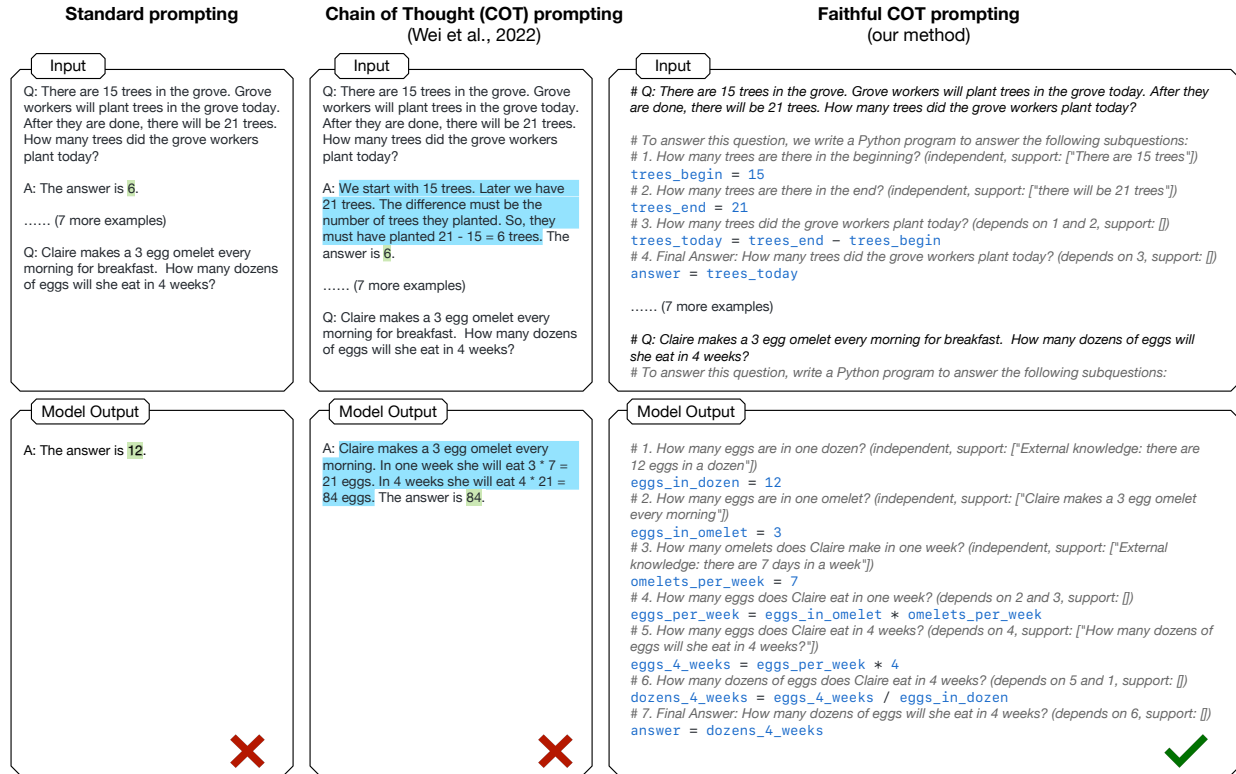 Standard prompting
Input
Q: There are 15 trees in the grove. Grove
workers will plant trees in the grove today.
After they are done, there will be 21 trees.
How many trees did the grove workers
plant today?
A: The answer is 6.
...... (7 more examples)
Q: Claire makes a 3 egg omelet every
morning for breakfast. How many dozens
of eggs will she eat in 4 weeks?
Model Output
A: The answer is 12.
Chain of Thought (COT) prompting
(Wei et al., 2022)
Input
Q: There are 15 trees in the grove. Grove
workers will plant trees in the grove today.
After they are done, there will be 21 trees.
How many trees did the grove workers
plant today?
A: We start with 15 trees. Later we have
21 trees. The difference must be the
number of trees they planted. So, they
must have planted 21 - 15 = 6 trees. The
answer is 6.
...... (7 more examples)
Q: Claire makes a 3 egg omelet every
morning for breakfast. How many dozens
of eggs will she eat in 4 weeks?
Model Output
A: Claire makes a 3 egg omelet every
morning. In one week she will eat 3 * 7 =
21 eggs. In 4 weeks she will eat 4 * 21 =
84 eggs. The answer is 84.
Faithful COT prompting
(our method)
Input
# Q: There are 15 trees in the grove. Grove workers will plant trees in the grove today. After they
are done, there will be 21 trees. How many trees did the grove workers plant today?
# To answer this question, we write a Python program to answer the following subquestions:
# 1. How many trees are there in the beginning? (independent, support: ["There are 15 trees"])
trees_begin = 15
# 2. How many trees are there in the end? (independent, support: ["there will be 21 trees"])
trees_end = 21
# 3. How many trees did the grove workers plant today? (depends on 1 and 2, support: [])
trees_today = trees_end − trees_begin
# 4. Final Answer: How many trees did the grove workers plant today? (depends on 3, support: [])
answer = trees_today
...... (7 more examples)
# Q: Claire makes a 3 egg omelet every morning for breakfast. How many dozens of eggs will
she eat in 4 weeks?
# To answer this question, write a Python program to answer the following subquestions:
Model Output
# 1. How many eggs are in one dozen? (independent, support: ["External knowledge: there are
12 eggs in a dozen"])
eggs_in_dozen = 12
# 2. How many eggs are in one omelet? (independent, support: ["Claire makes a 3 egg omelet
every morning"])
eggs_in_omelet = 3
# 3. How many omelets does Claire make in one week? (independent, support: ["External
knowledge: there are 7 days in a week"])
omelets_per_week = 7
# 4. How many eggs does Claire eat in one week? (depends on 2 and 3, support: [])
eggs_per_week = eggs_in_omelet * omelets_per_week
# 5. How many eggs does Claire eat in 4 weeks? (depends on 4, support: ["How many dozens of
eggs will she eat in 4 weeks?"])
eggs_4_weeks = eggs_per_week * 4
# 6. How many dozens of eggs does Claire eat in 4 weeks? (depends on 5 and 1, support: [])
dozens_4_weeks = eggs_4_weeks / eggs_in_dozen
# 7. Final Answer: How many dozens of eggs will she eat in 4 weeks? (depends on 6, support: [])
answer = dozens_4_weeks